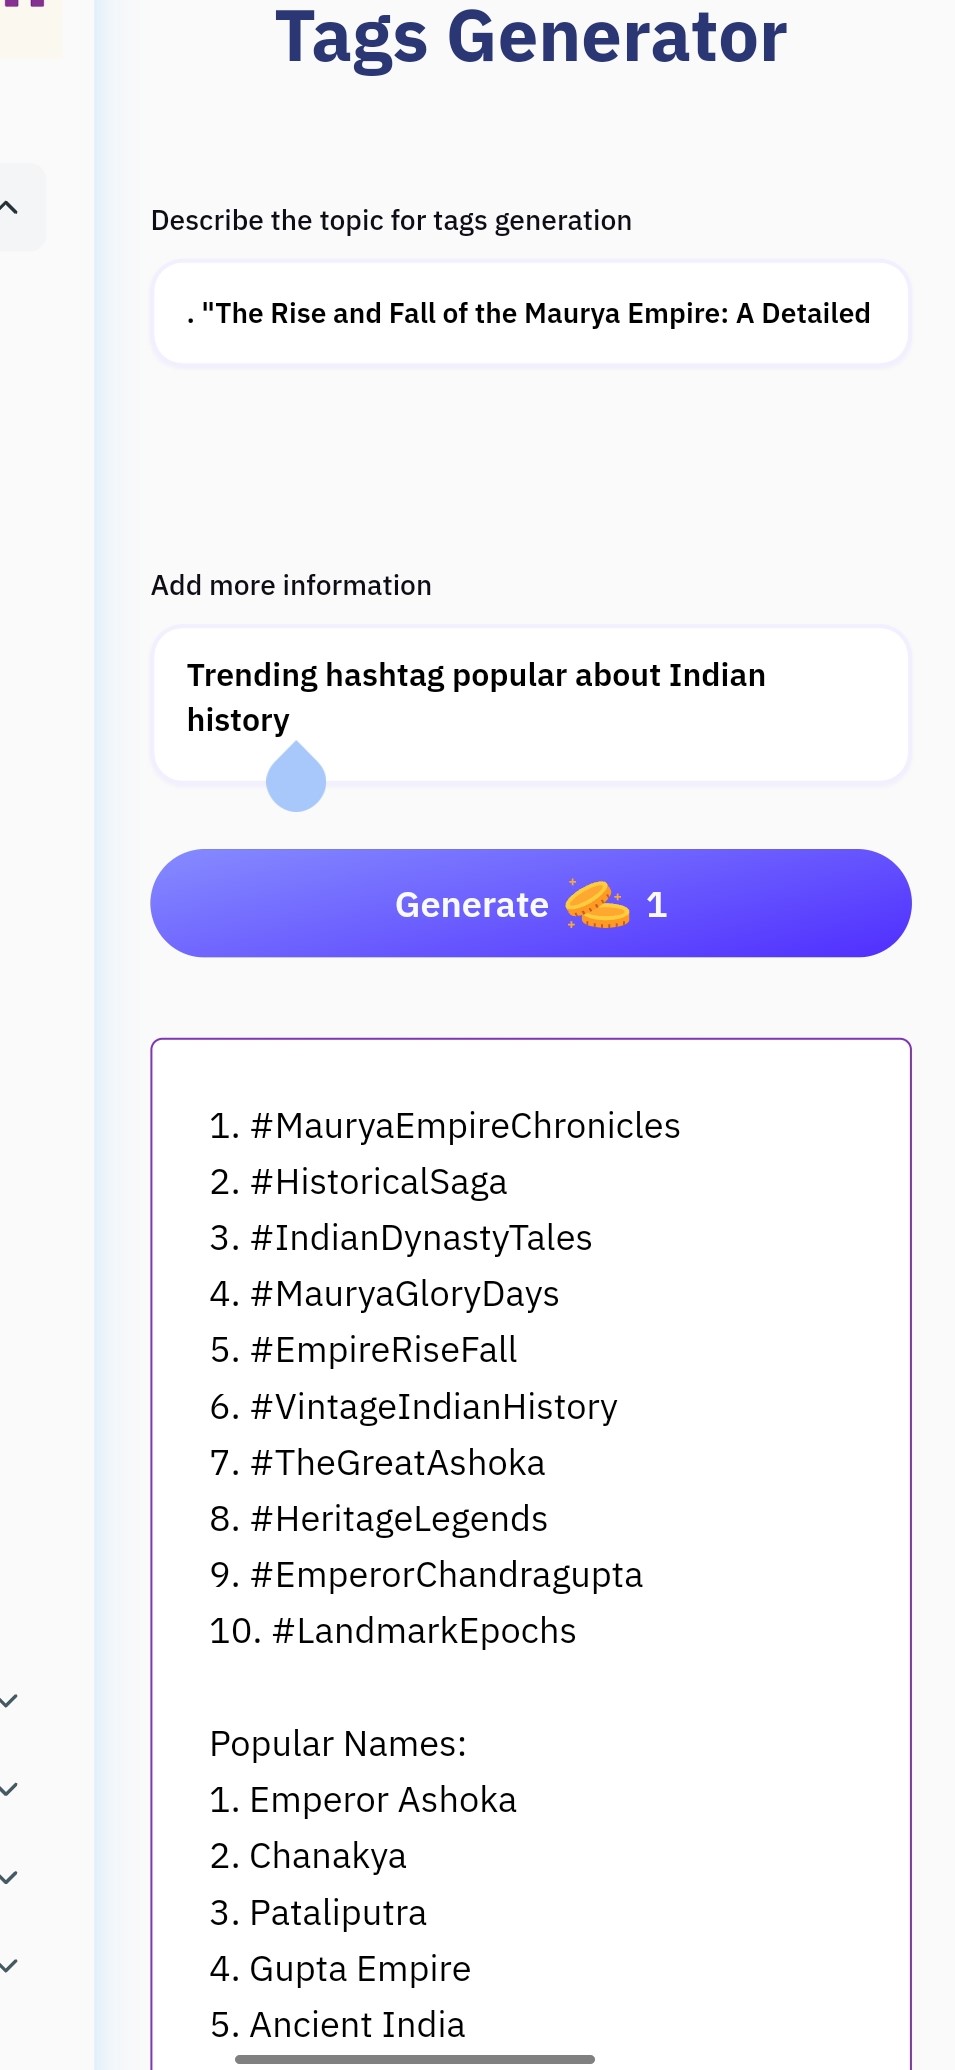 Tags Generator
Describe the topic for tags generation
. "The Rise and Fall of the Maurya Empire: A Detailed
Add more information
Trending hashtag popular about Indian
history
Generate 1
1. #MauryaEmpireChronicles
2. #HistoricalSaga
3. #IndianDynastyTales
4. #MauryaGloryDays
5. #EmpireRiseFall
6. #VintageIndianHistory
7. #TheGreatAshoka
8. #HeritageLegends
9. #EmperorChandragupta
10. #LandmarkEpochs
Popular Names:
1. Emperor Ashoka
2. Chanakya
3. Pataliputra
4. Gupta Empire
5. Ancient India